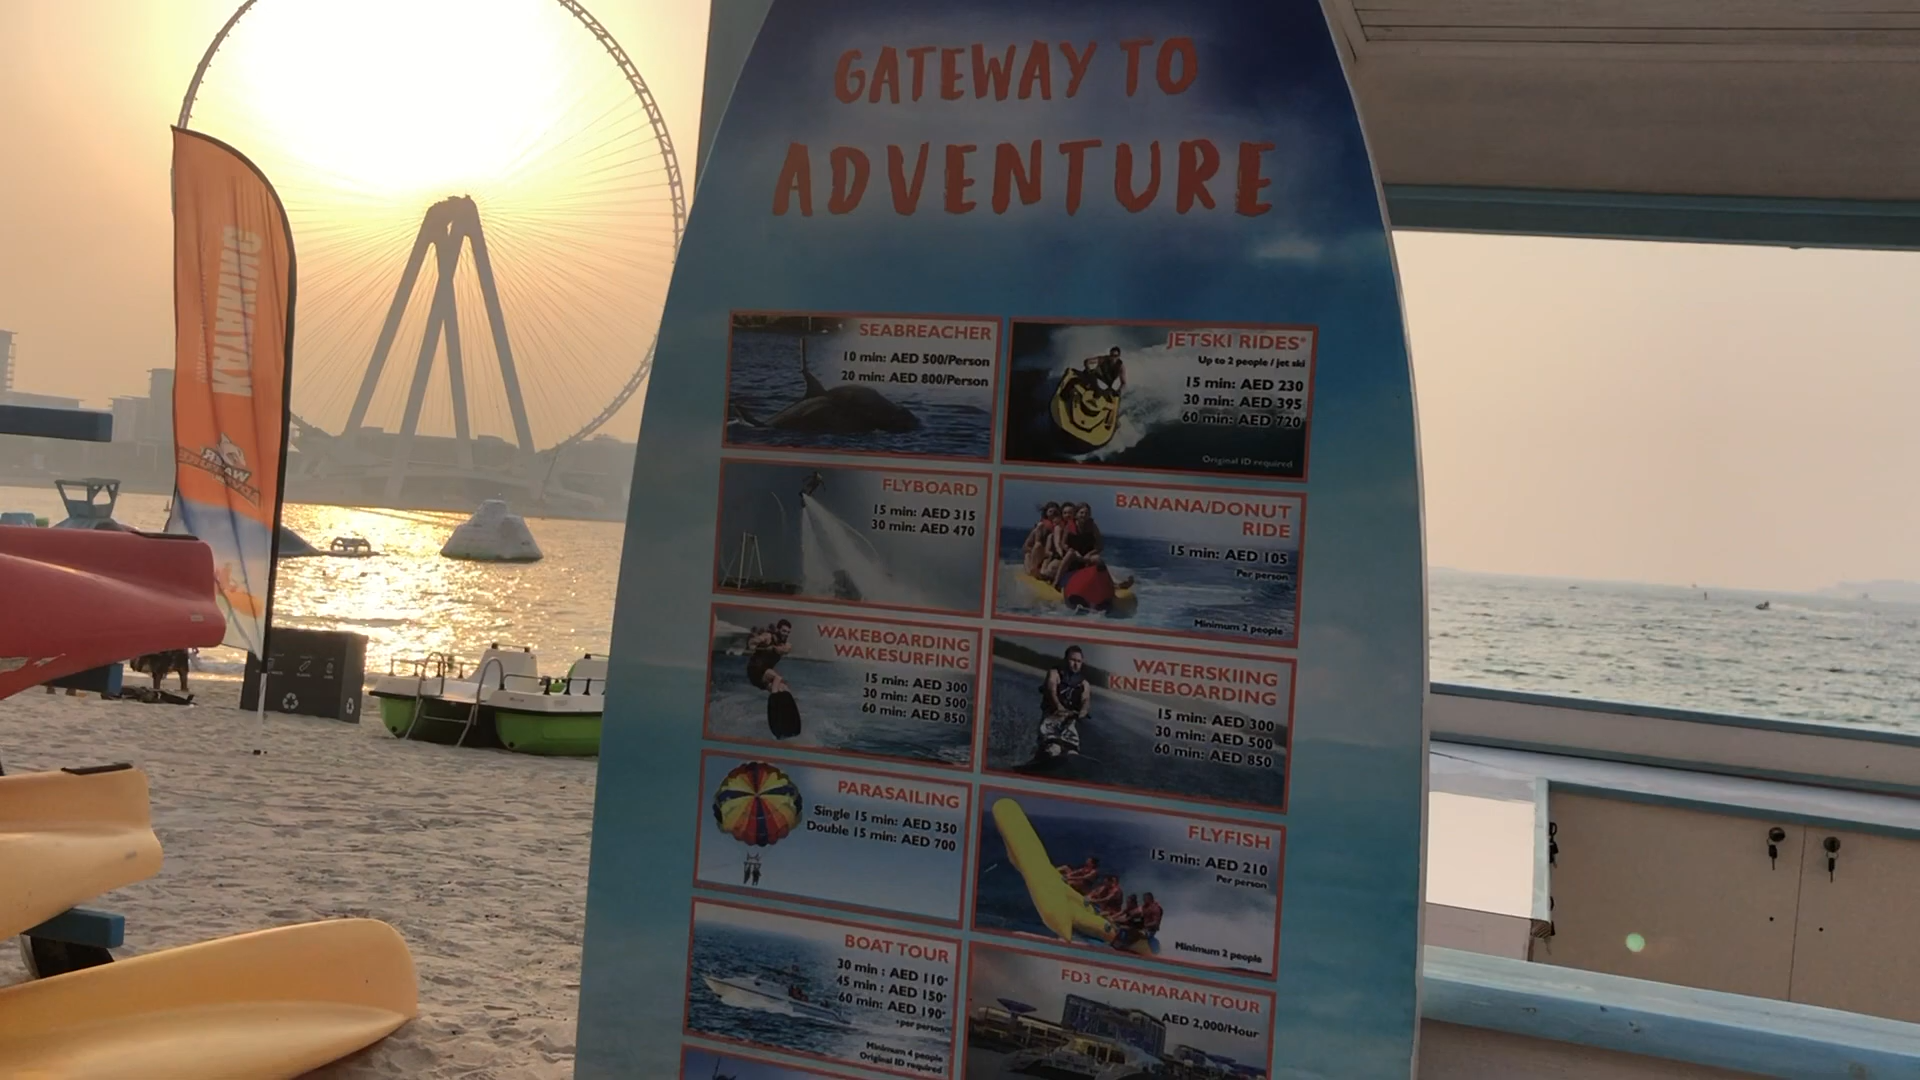 GATEWAY TO
ADVENTURE
SEABREACHER
10 min: AED 500/Person
20 min: AED 800/Person
JETSKI RIDES*
Up to 2 people / jet ski
15 min: AED 230
30 min: AED 395
60 min: AED 720
Original ID required
FLYBOARD
15 min: AED 315
30 min: AED 470
BANANA/DONUT
RIDE
15 min: AED 105
Per person
Minimum 2 people
WAKEBOARDING
WAKESURFING
15 min: AED 300
30 min: AED 500
60 min: AED 850
WATERSKIING
KNEEBOARDING
15 min: AED 300
30 min: AED 500
60 min: AED 850
PARASAILING
Single 15 min: AED 350
Double 15 min: AED 700
FLYFISH
15 min: AED 210
Per person
Minimum 2 people
BOAT TOUR
30 min : AED 110*
45 min : AED 150*
60 min: AED 190*
*per person
Minimum 4 people
Original ID required
FD3 CATAMARAN TOUR
AED 2,000/Hour
KAYAKING